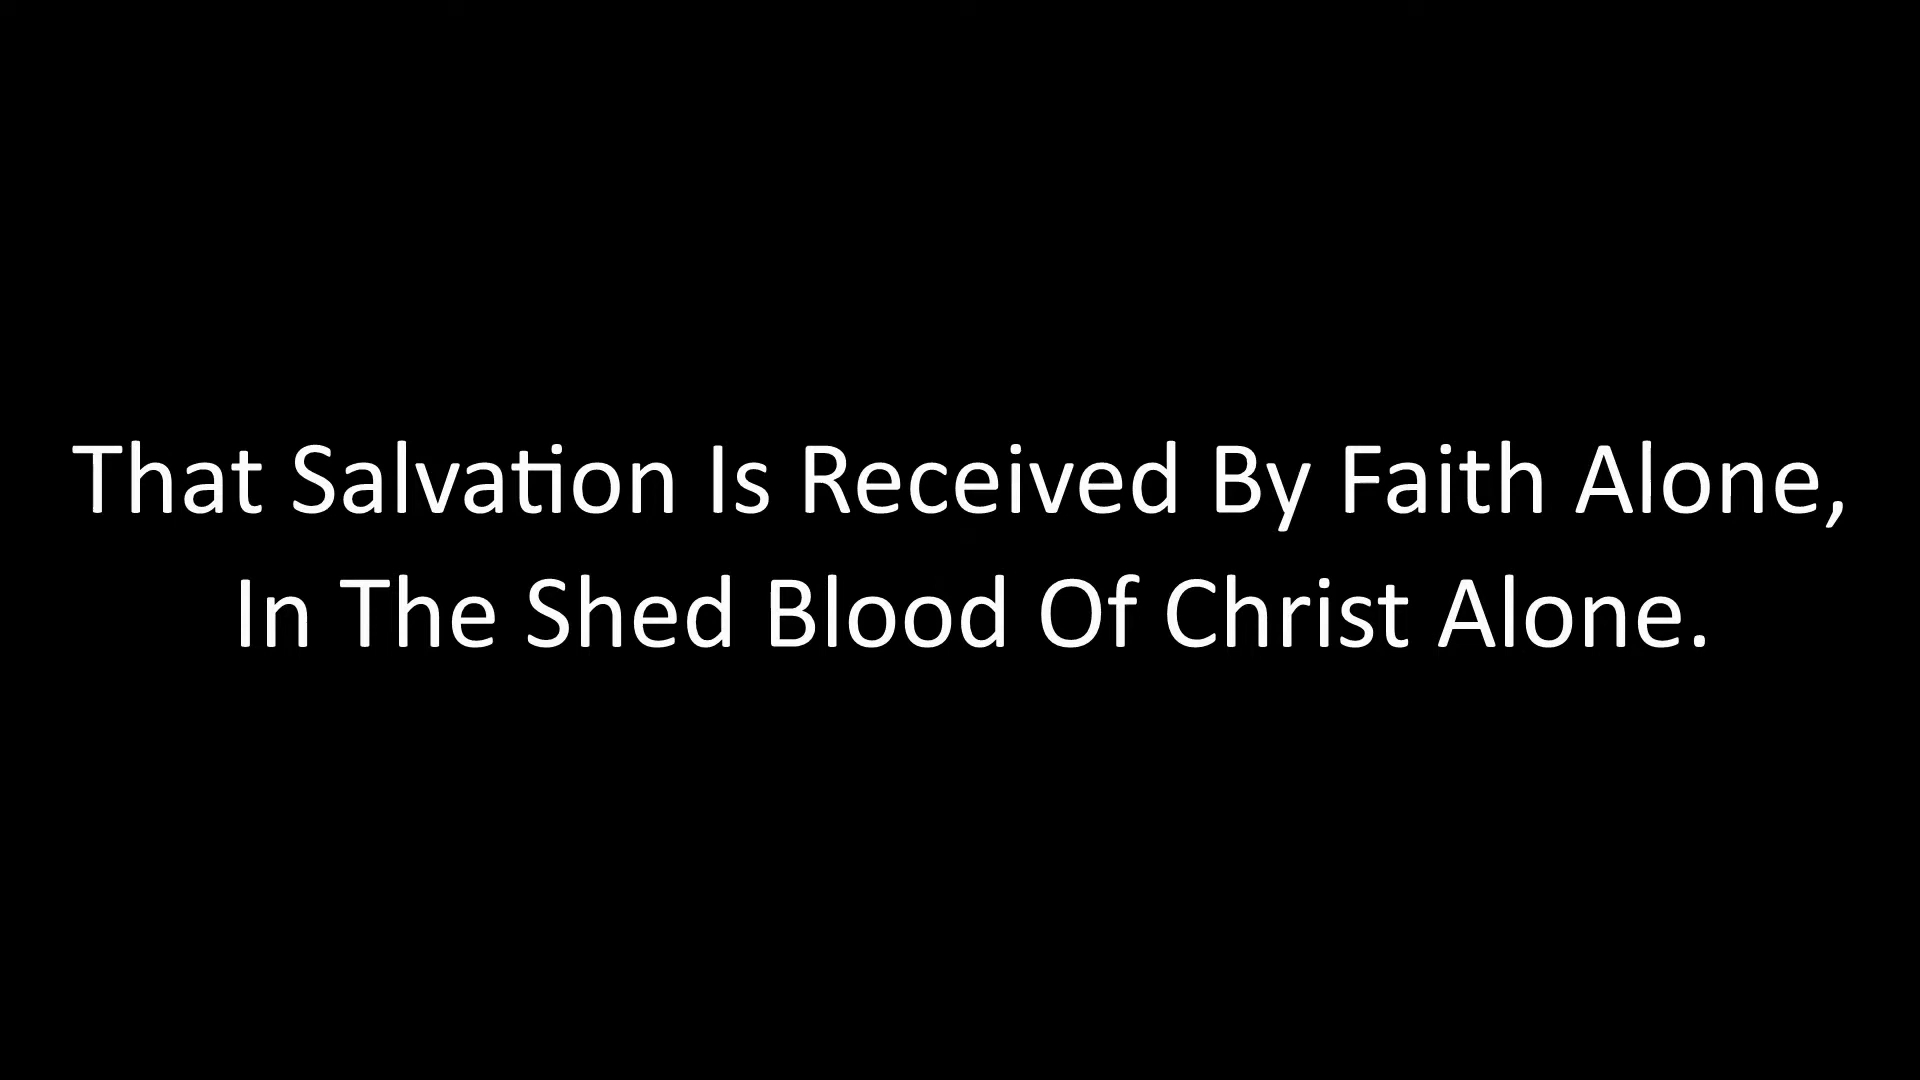 That Salvation Is Received By Faith Alone,
In The Shed Blood Of Christ Alone.